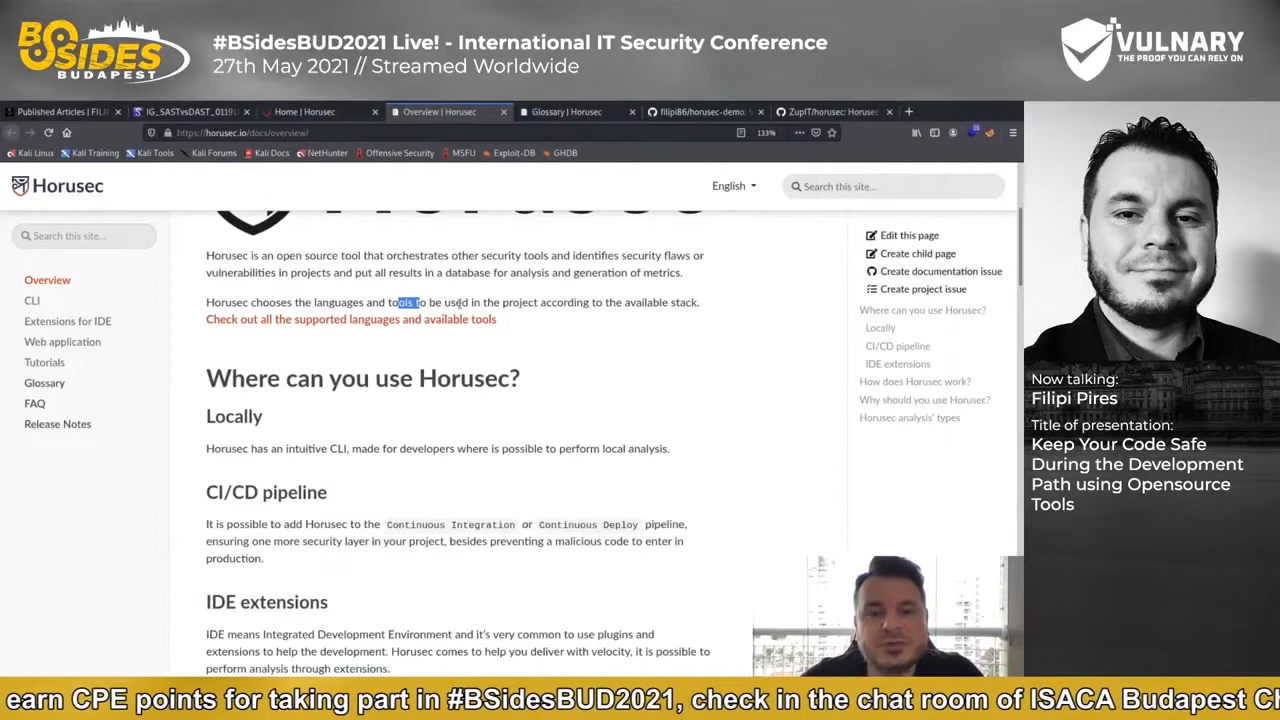 BSIDES
BUDAPEST
#BSidesBUD2021 Live! - International IT Security Conference
27th May 2021 // Streamed Worldwide
VULNARY
THE PROOF YOU CAN RELY ON
Published Articles | FILIPI
IG_SASTvsDAST_0119
Home | Horusec
Overview | Horusec
Glossary | Horusec
filipi86/horusec-demo:
ZupIT/horusec: Horusec
https://horusec.io/docs/overview/
133%
Kali Linux
Kali Training
Kali Tools
Kali Forums
Kali Docs
NetHunter
Offensive Security
MSFU
Exploit-DB
GHDB
Horusec
English
Search this site...
Search this site...
Overview
CLI
Extensions for IDE
Web application
Tutorials
Glossary
FAQ
Release Notes
Horusec is an open source tool that orchestrates other security tools and identifies security flaws or
vulnerabilities in projects and put all results in a database for analysis and generation of metrics.
Horusec chooses the languages and tools to be used in the project according to the available stack.
Check out all the supported languages and available tools
Where can you use Horusec?
Locally
Horusec has an intuitive CLI, made for developers where is possible to perform local analysis.
CI/CD pipeline
It is possible to add Horusec to the Continuous Integration or Continuous Deploy pipeline,
ensuring one more security layer in your project, besides preventing a malicious code to enter in
production.
IDE extensions
IDE means Integrated Development Environment and it's very common to use plugins and
extensions to help the development. Horusec comes to help you deliver with velocity, it is possible to
perform analysis through extensions.
Edit this page
Create child page
Create documentation issue
Create project issue
Where can you use Horusec?
Locally
CI/CD pipeline
IDE extensions
How does Horusec work?
Why should you use Horusec?
Horusec analysis' types
Now talking:
Filipi Pires
Title of presentation:
Keep Your Code Safe
During the Development
Path using Opensource
Tools
earn CPE points for taking part in #BSidesBUD2021, check in the chat room of ISACA Budapest C